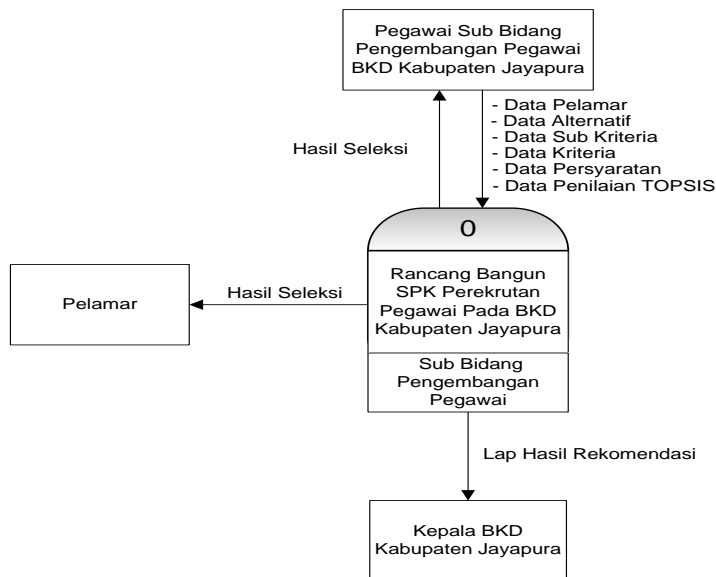 Pegawai Sub Bidang
Pengembangan Pegawai
BKD Kabupaten Jayapura
Hasil Seleksi
- Data Pelamar
- Data Alternatif
- Data Sub Kriteria
- Data Kriteria
- Data Persyaratan
- Data Penilaian TOPSIS
0
Rancang Bangun
SPK Perekrutan
Pegawai Pada BKD
Kabupaten Jayapura
Sub Bidang
Pengembangan
Pegawai
Hasil Seleksi
Pelamar
Lap Hasil Rekomendasi
Kepala BKD
Kabupaten Jayapura